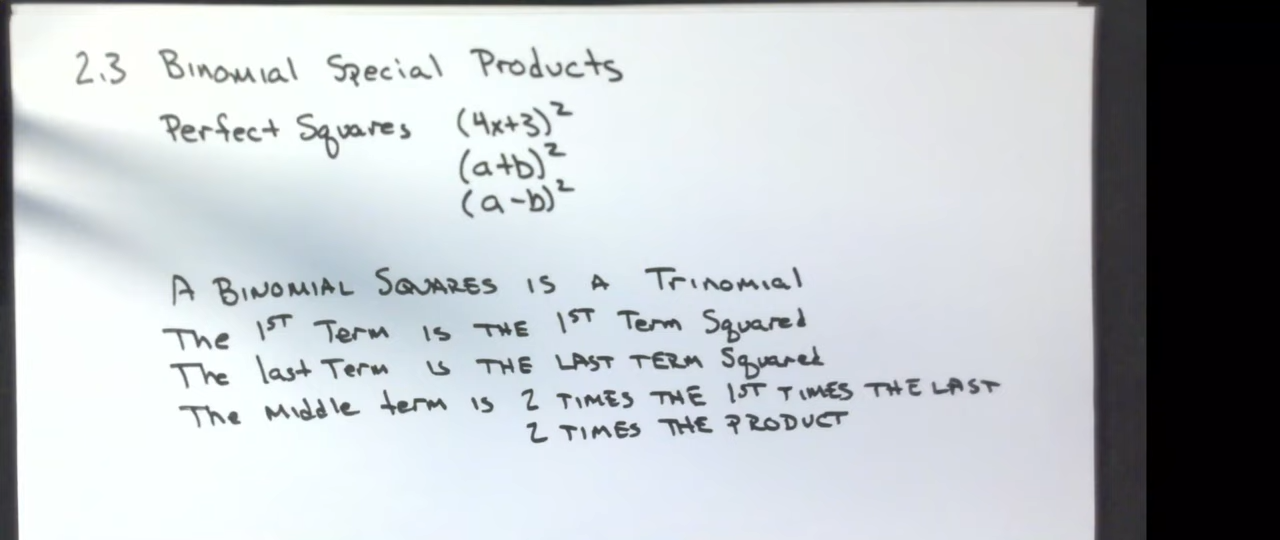 2.3 Binomial Special Products
Perfect Squares (4x+3)²
(a+b)²
(a-b)²
A BINOMIAL SQUARES IS A Trinomial
The 1ST Term IS THE 1ST Term Squared
The last Term is THE LAST TERM Squared
The Middle term is 2 TIMES THE 1ST TIMES THE LAST
2 TIMES THE PRODUCT